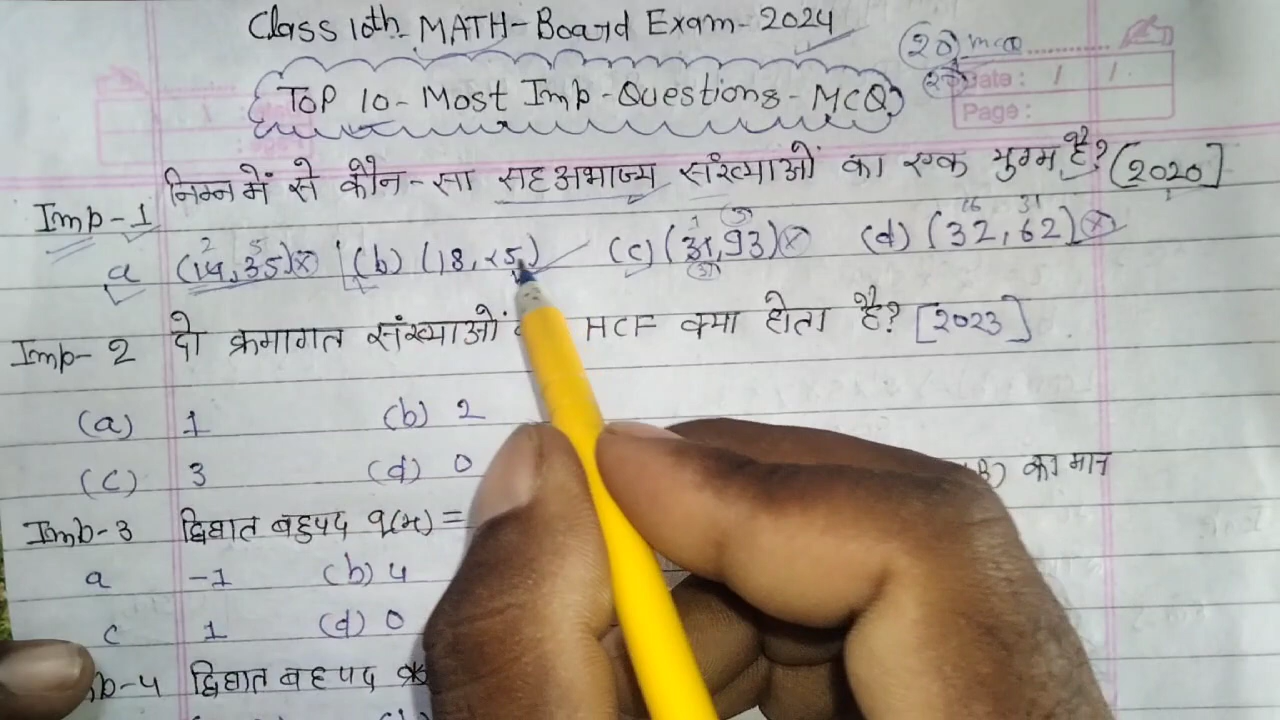 Class 10th MATH-Board Exam-2024
20 mcq
Date : / /
Page :
TOP 10-Most Imp-Questions-MCQ
निम्न में से कौन-सा सहअभाज्य संख्याओं का एक युग्म है? [2020]
Imp-1
a (14, 35) (b) (18, 25) (c) (31, 93) (d) (32, 62)
Imp-2 दो क्रमागत संख्याओं HCF क्या होता है? [2023]
(a) 1 (b) 2
(c) 3 (d) 0
का मान
Imp-3 द्विघात बहुपद q(x) =
a -1 (b) 4
c 1 (d) 0
द्विघात बहुपद